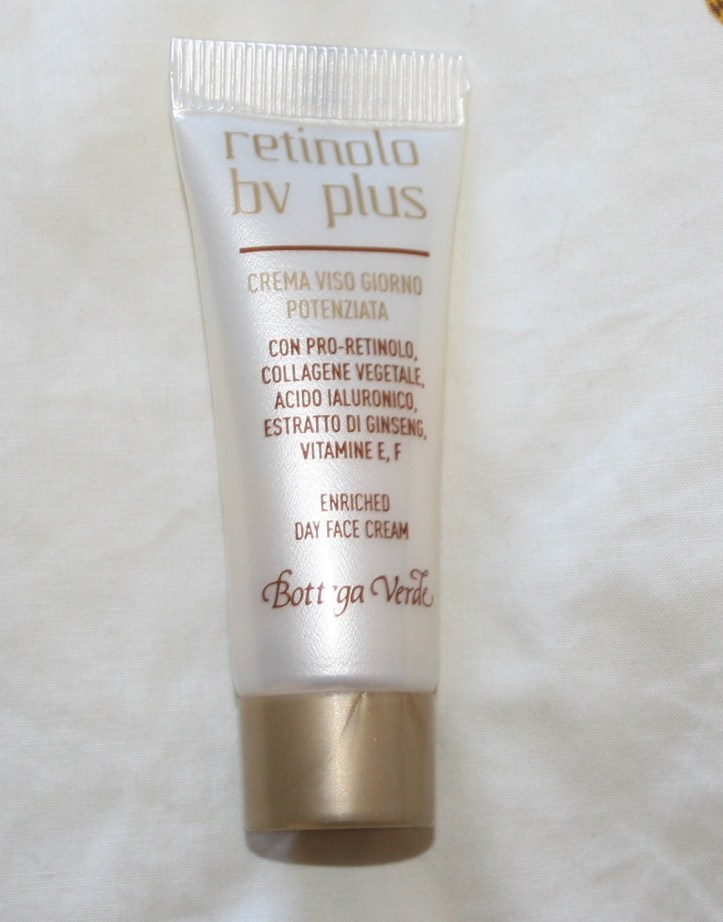 retinolo
bv plus
CREMA VISO GIORNO
POTENZIATA
CON PRO-RETINOLO,
COLLAGENE VEGETALE,
ACIDO IALURONICO,
ESTRATTO DI GINSENG,
VITAMINE E, F
ENRICHED
DAY FACE CREAM
Bottega Verde